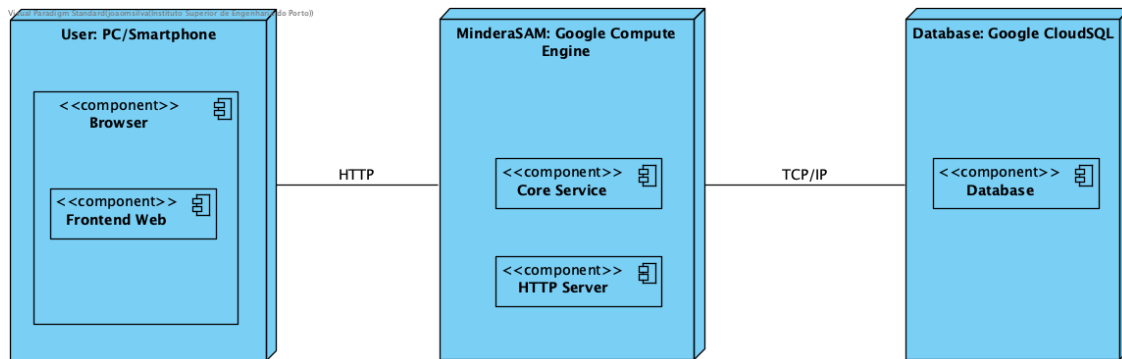 Visual Paradigm Standard(joaomsilva(Instituto Superior de Engenharia do Porto))
User: PC/Smartphone
<<component>>
Browser
<<component>>
Frontend Web
HTTP
MinderaSAM: Google Compute
Engine
<<component>>
Core Service
<<component>>
HTTP Server
TCP/IP
Database: Google CloudSQL
<<component>>
Database